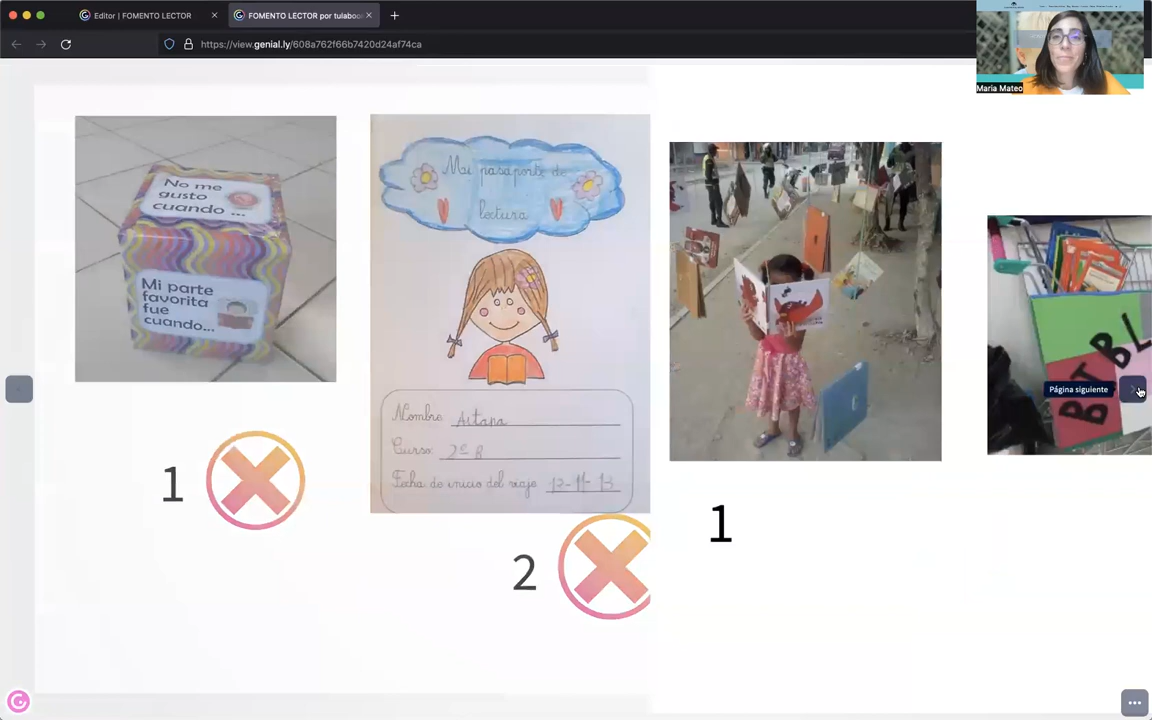 Editor | FOMENTO LECTOR
FOMENTO LECTOR por tulaboo
https://view.genial.ly/608a762f66b7420d24af74ca
Maria Mateo
No me
gusto
cuando ...
Mi parte
favorita
fue
cuando...
1
Mi pasaporte de
lectura
Nombre Aitana
Curso 2º B
Fecha de inicio del viaje 12-11-13
2
1
BL
BT
Página siguiente